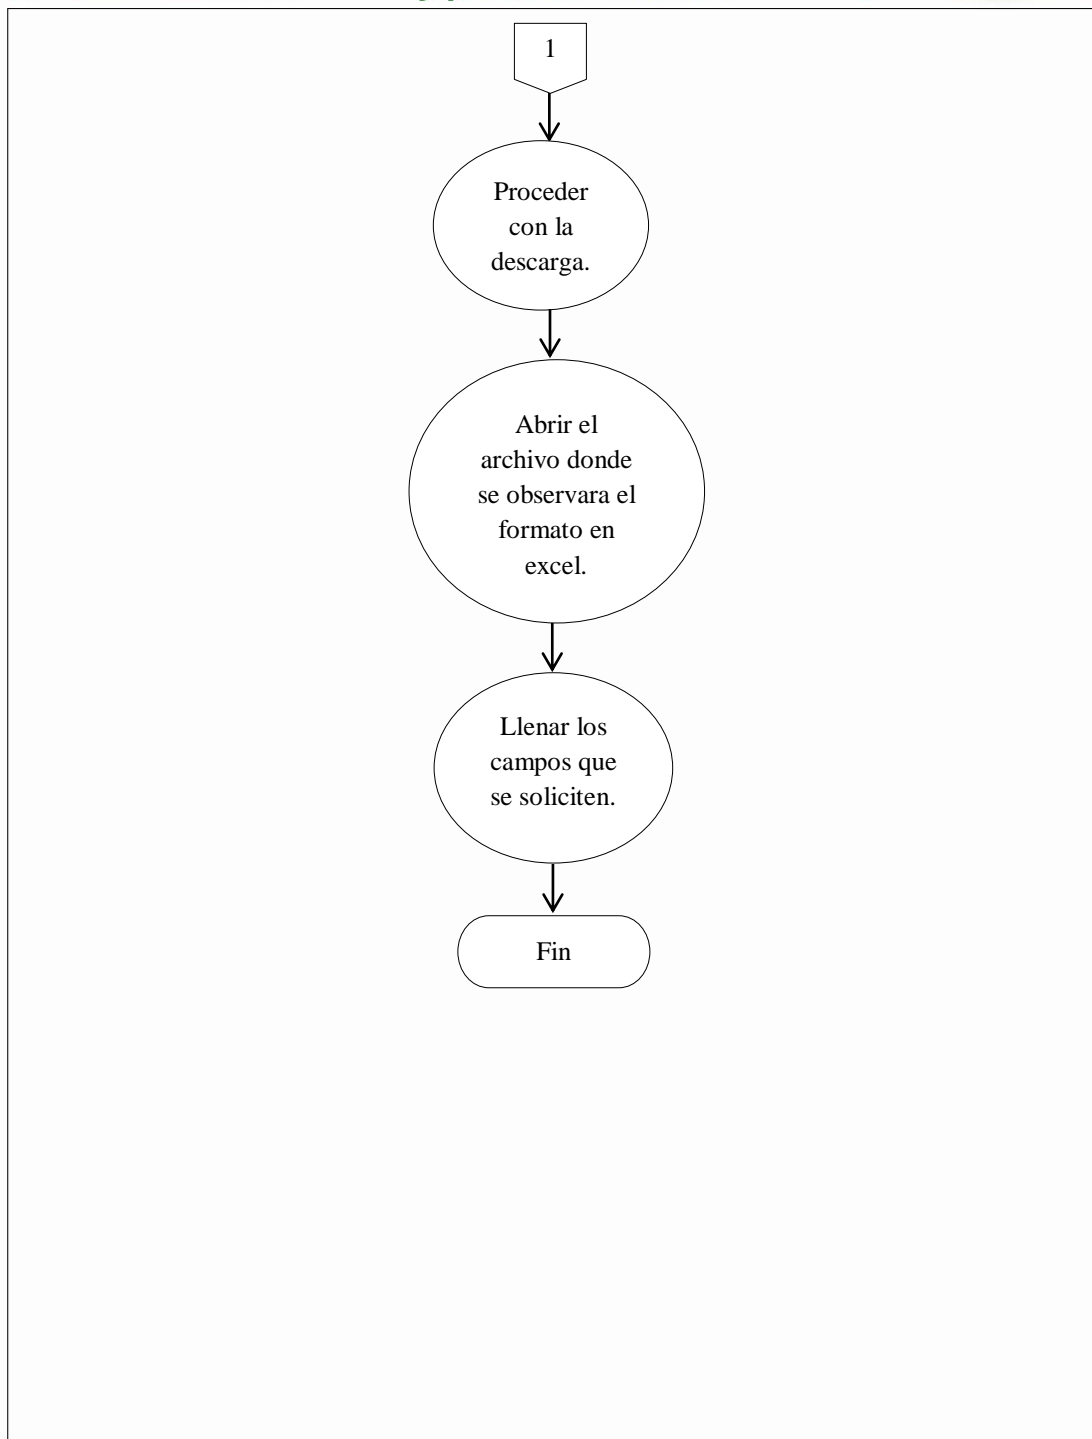 1
Proceder
con la
descarga.
Abrir el
archivo donde
se observara el
formato en
excel.
Llenar los
campos que
se soliciten.
Fin